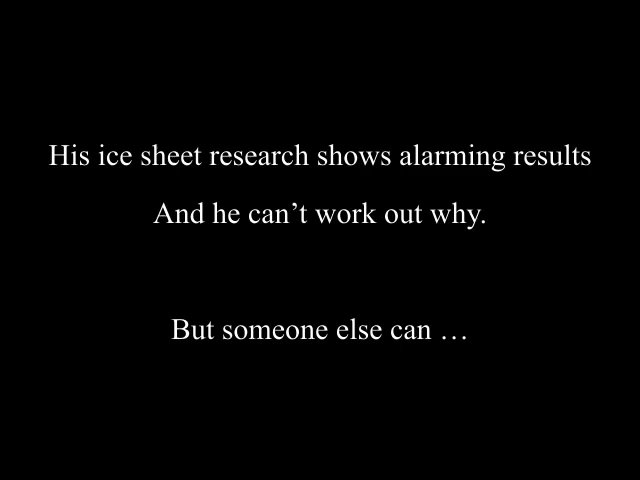 His ice sheet research shows alarming results
And he can’t work out why.
But someone else can …